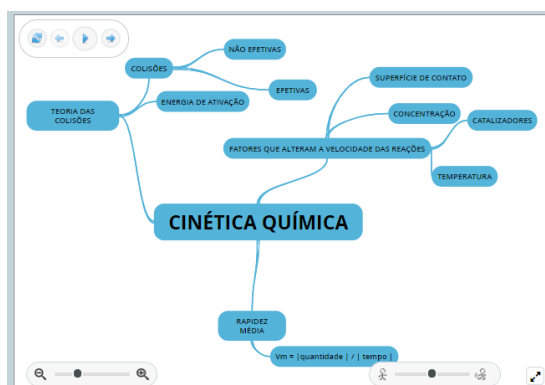 NÃO EFETIVAS
COLISÕES
EFETIVAS
ENERGIA DE ATIVAÇÃO
TEORIA DAS
COLISÕES
SUPERFÍCIE DE CONTATO
CONCENTRAÇÃO
CATALIZADORES
FATORES QUE ALTERAM A VELOCIDADE DAS REAÇÕES
TEMPERATURA
CINÉTICA QUÍMICA
RAPIDEZ
MÉDIA
Vm = |quantidade | / | tempo |